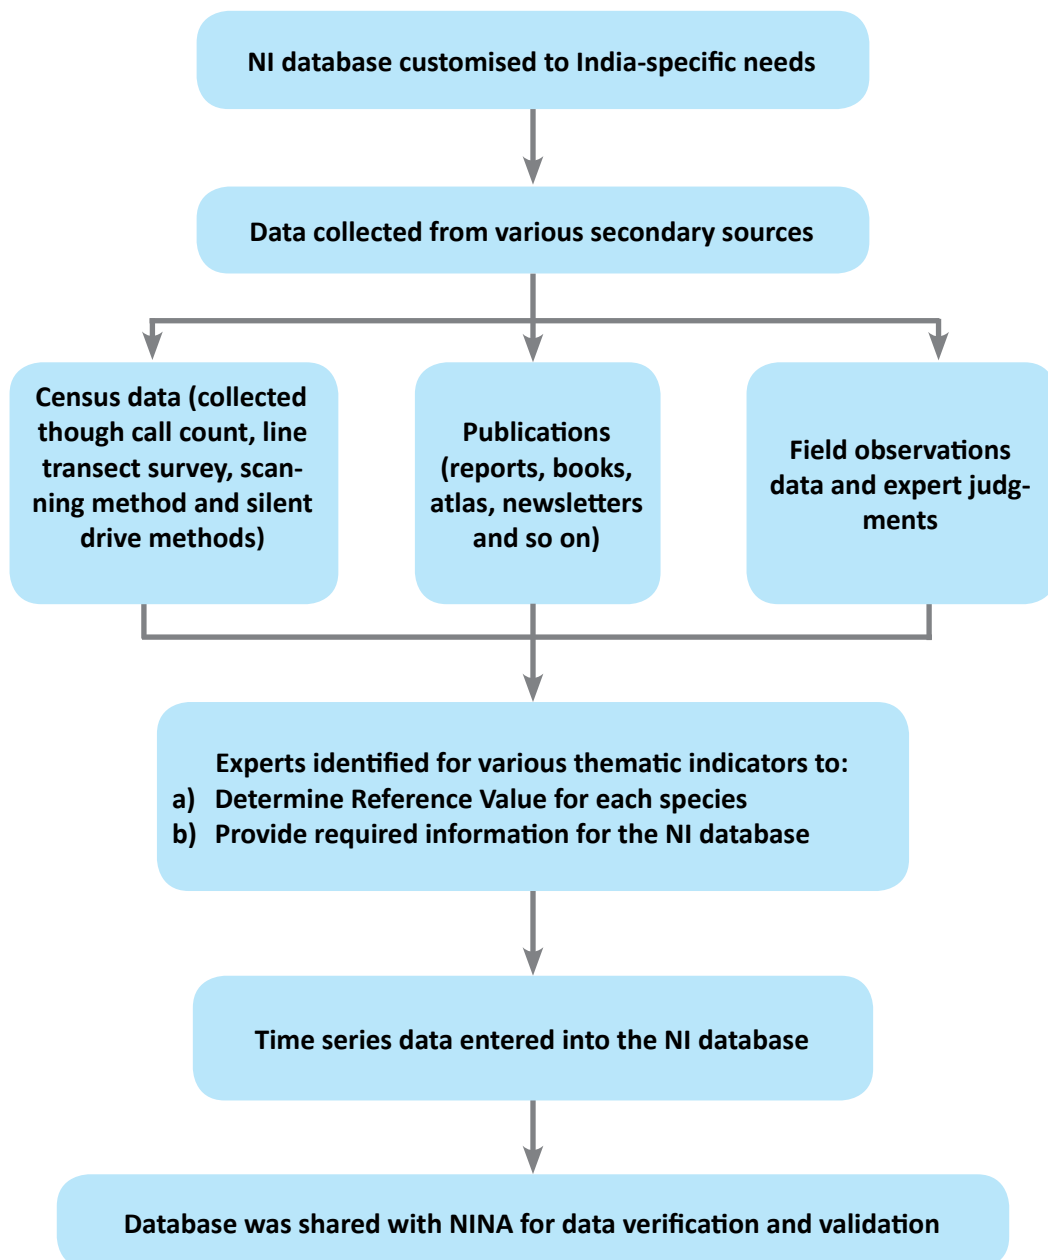 NI database customised to India-specific needs
Data collected from various secondary sources
Census data (collected
though call count, line
transect survey, scan-
ning method and silent
drive methods)
Publications
(reports, books,
atlas, newsletters
and so on)
Field observations
data and expert judg-
ments
Experts identified for various thematic indicators to:
a) Determine Reference Value for each species
b) Provide required information for the NI database
Time series data entered into the NI database
Database was shared with NINA for data verification and validation